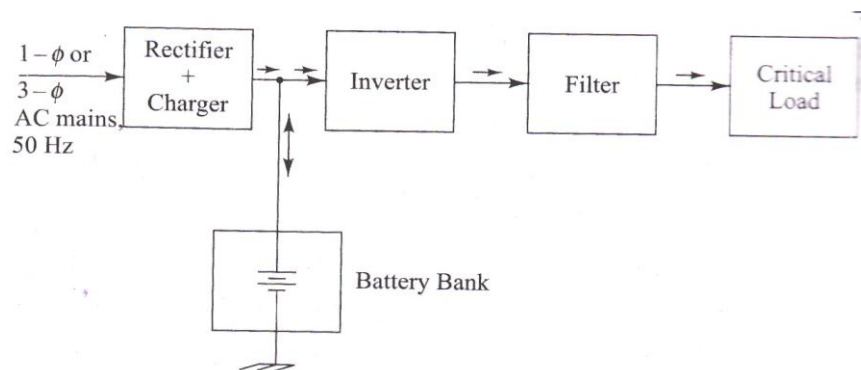 1–ϕ or
3–ϕ
AC mains,
50 Hz
Rectifier
+
Charger
Inverter
Filter
Critical
Load
Battery Bank